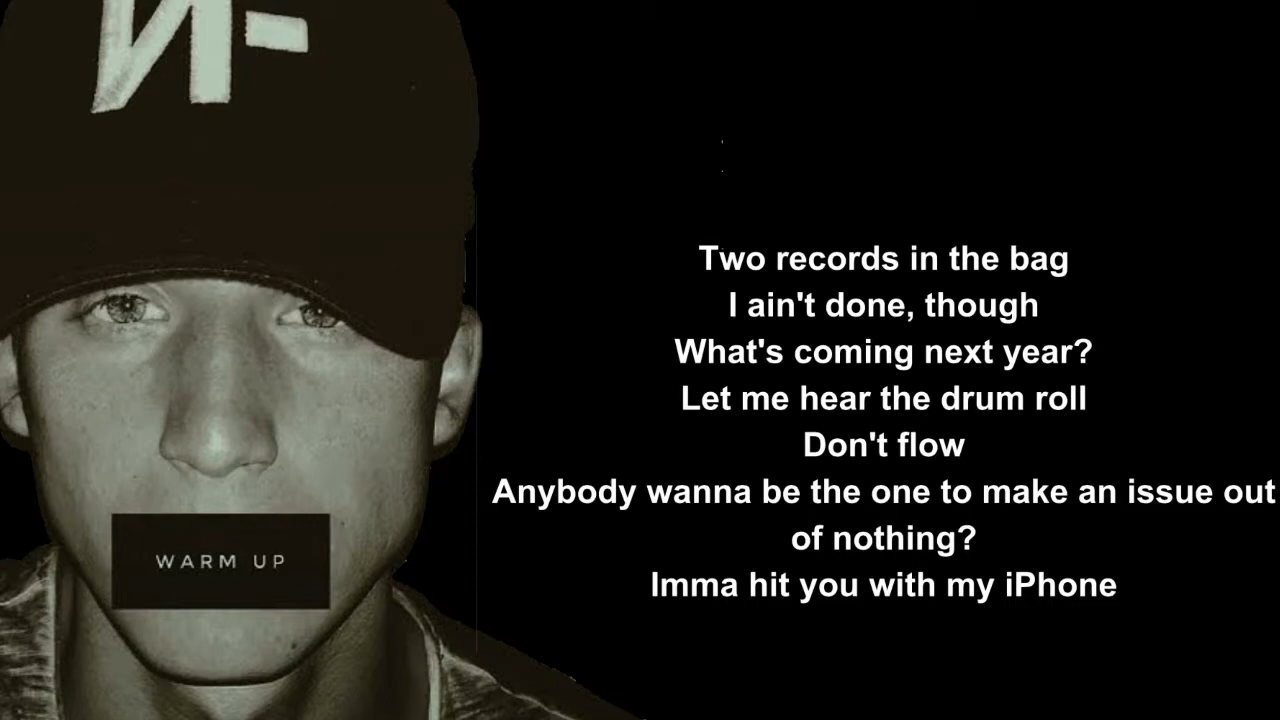 WARM UP
Two records in the bag
I ain't done, though
What's coming next year?
Let me hear the drum roll
Don't flow
Anybody wanna be the one to make an issue out
of nothing?
Imma hit you with my iPhone